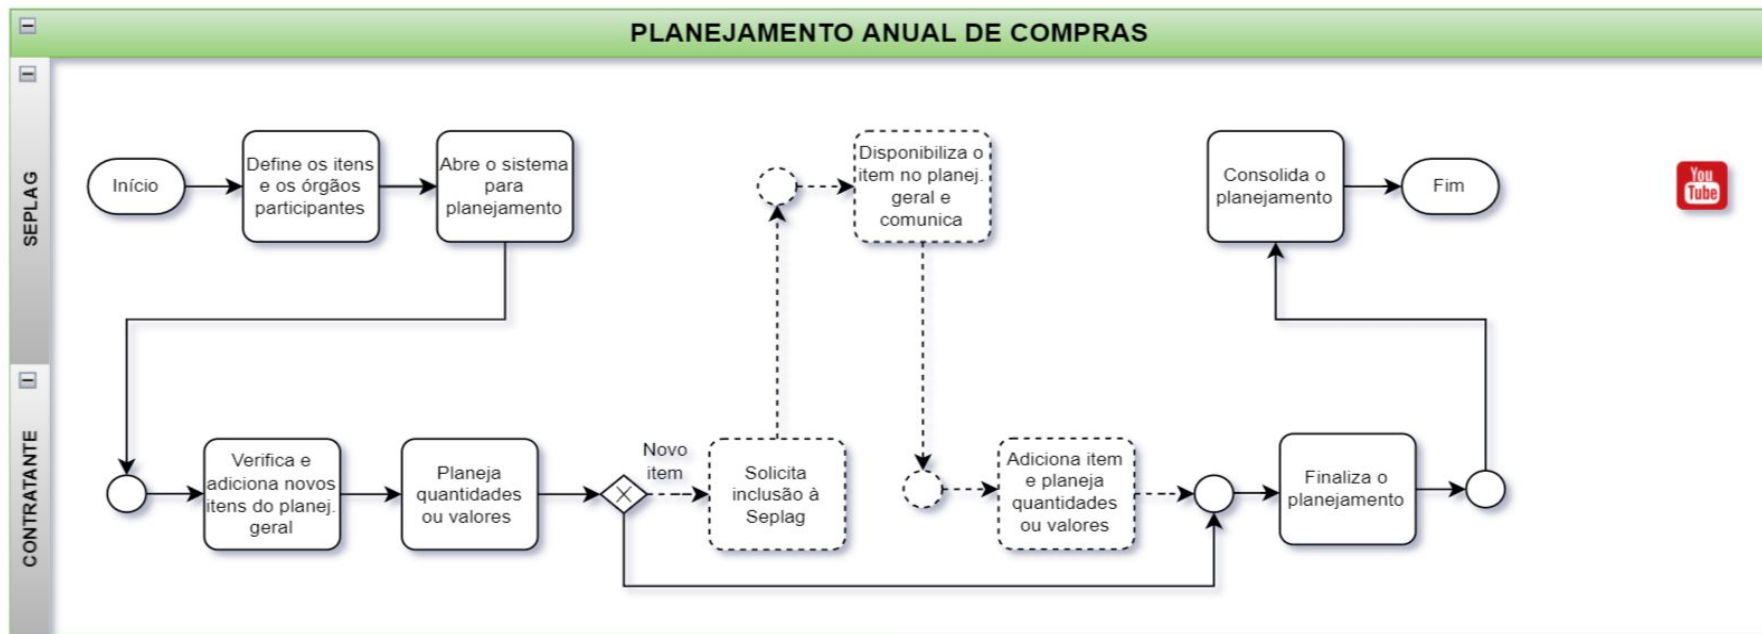 PLANEJAMENTO ANUAL DE COMPRAS
SEPLAG
Início
Define os itens
e os órgãos
participantes
Abre o sistema
para
planejamento
Disponibiliza o
item no planej.
geral e
comunica
Consolida o
planejamento
Fim
You
Tube
CONTRATANTE
Verifica e
adiciona novos
itens do planej.
geral
Planeja
quantidades
ou valores
Novo
item
Solicita
inclusão à
Seplag
Adiciona item
e planeja
quantidades
ou valores
Finaliza o
planejamento